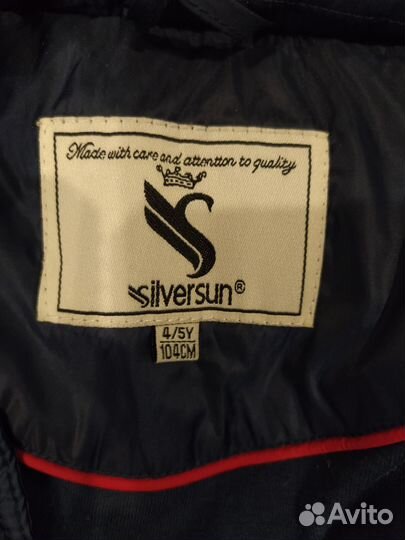 Made with care and attention to quality
Silversun®
4/5Y
104CM
Avito